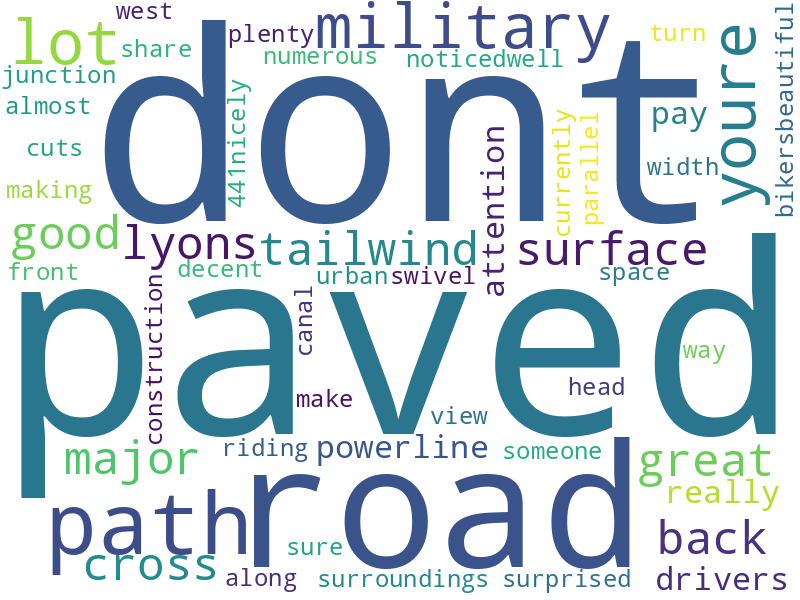 west
lot
share
plenty
military
numerous
noticedwell
turn
youre
bikersbeautiful
junction
almost
dont
441nicely
pay
cuts
making
currently
parallel
width
attention
good
lyons
tailwind
surface
front
decent
urban
swivel
space
construction
canal
paved
way
head
make
view
major
riding
powerline
someone
great
road
really
path
back
cross
sure
along
surroundings
surprised
drivers